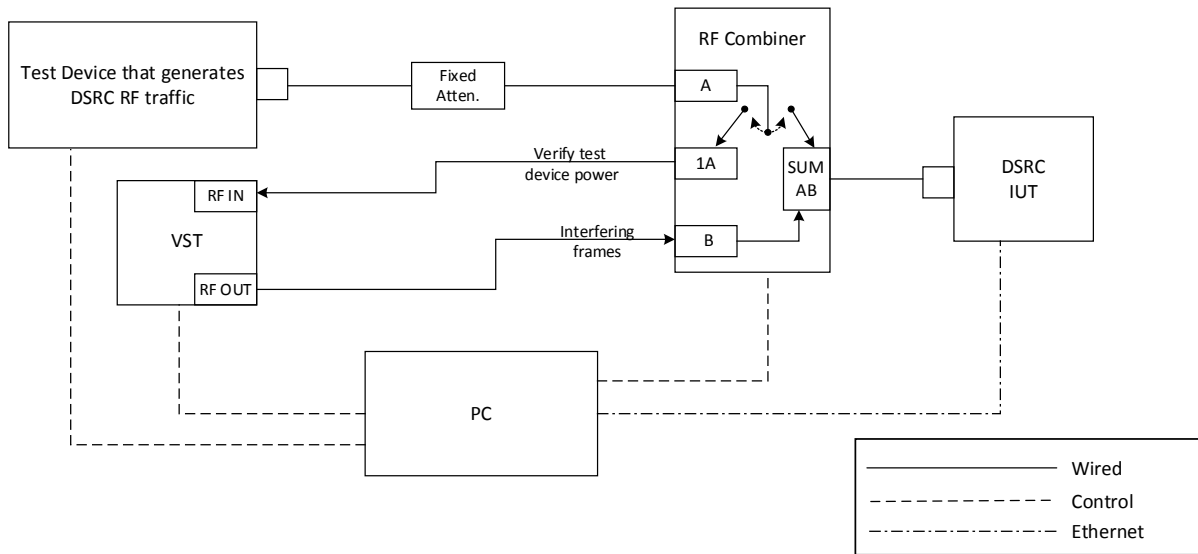 Test Device that generates
DSRC RF traffic
Fixed
Atten.
RF Combiner
A
1A
SUM
AB
B
Verify test
device power
Interfering
frames
RF IN
VST
RF OUT
DSRC
IUT
PC
Wired
Control
Ethernet